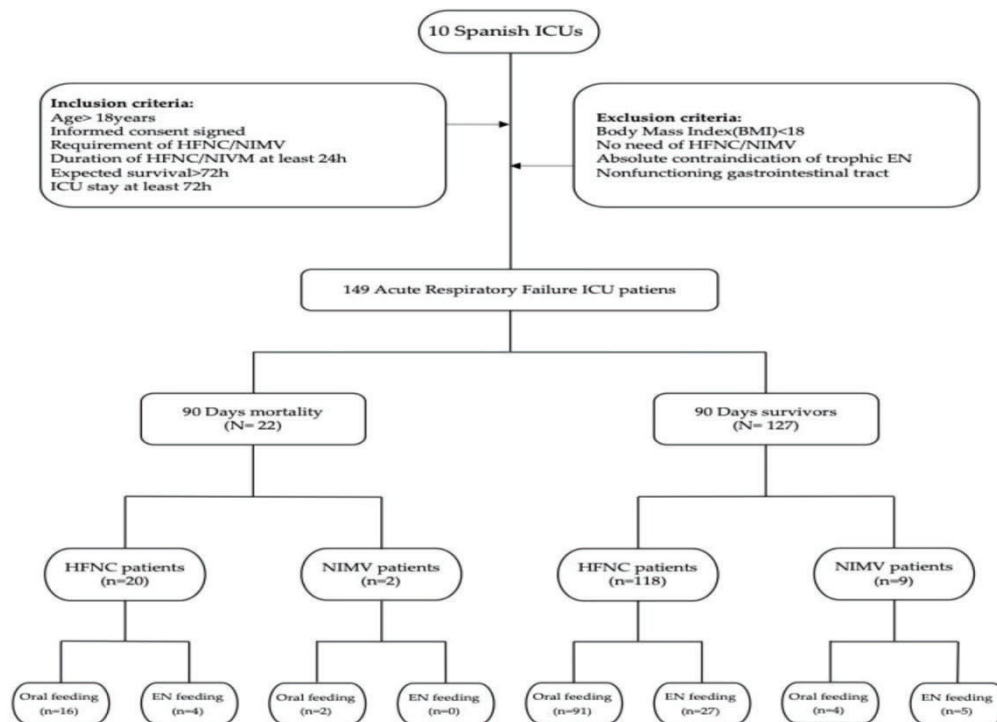 10 Spanish ICUs
Inclusion criteria:
Age> 18years
Informed consent signed
Requirement of HFNC/NIMV
Duration of HFNC/NIVM at least 24h
Expected survival>72h
ICU stay at least 72h
Exclusion criteria:
Body Mass Index(BMI)<18
No need of HFNC/NIMV
Absolute contraindication of trophic EN
Nonfunctioning gastrointestinal tract
149 Acute Respiratory Failure ICU patiens
90 Days mortality
(N= 22)
90 Days survivors
(N= 127)
HFNC patients
(n=20)
NIMV patients
(n=2)
HFNC patients
(n=118)
NIMV patients
(n=9)
Oral feeding
(n=16)
EN feeding
(n=4)
Oral feeding
(n=2)
EN feeding
(n=0)
Oral feeding
(n=91)
EN feeding
(n=27)
Oral feeding
(n=4)
EN feeding
(n=5)